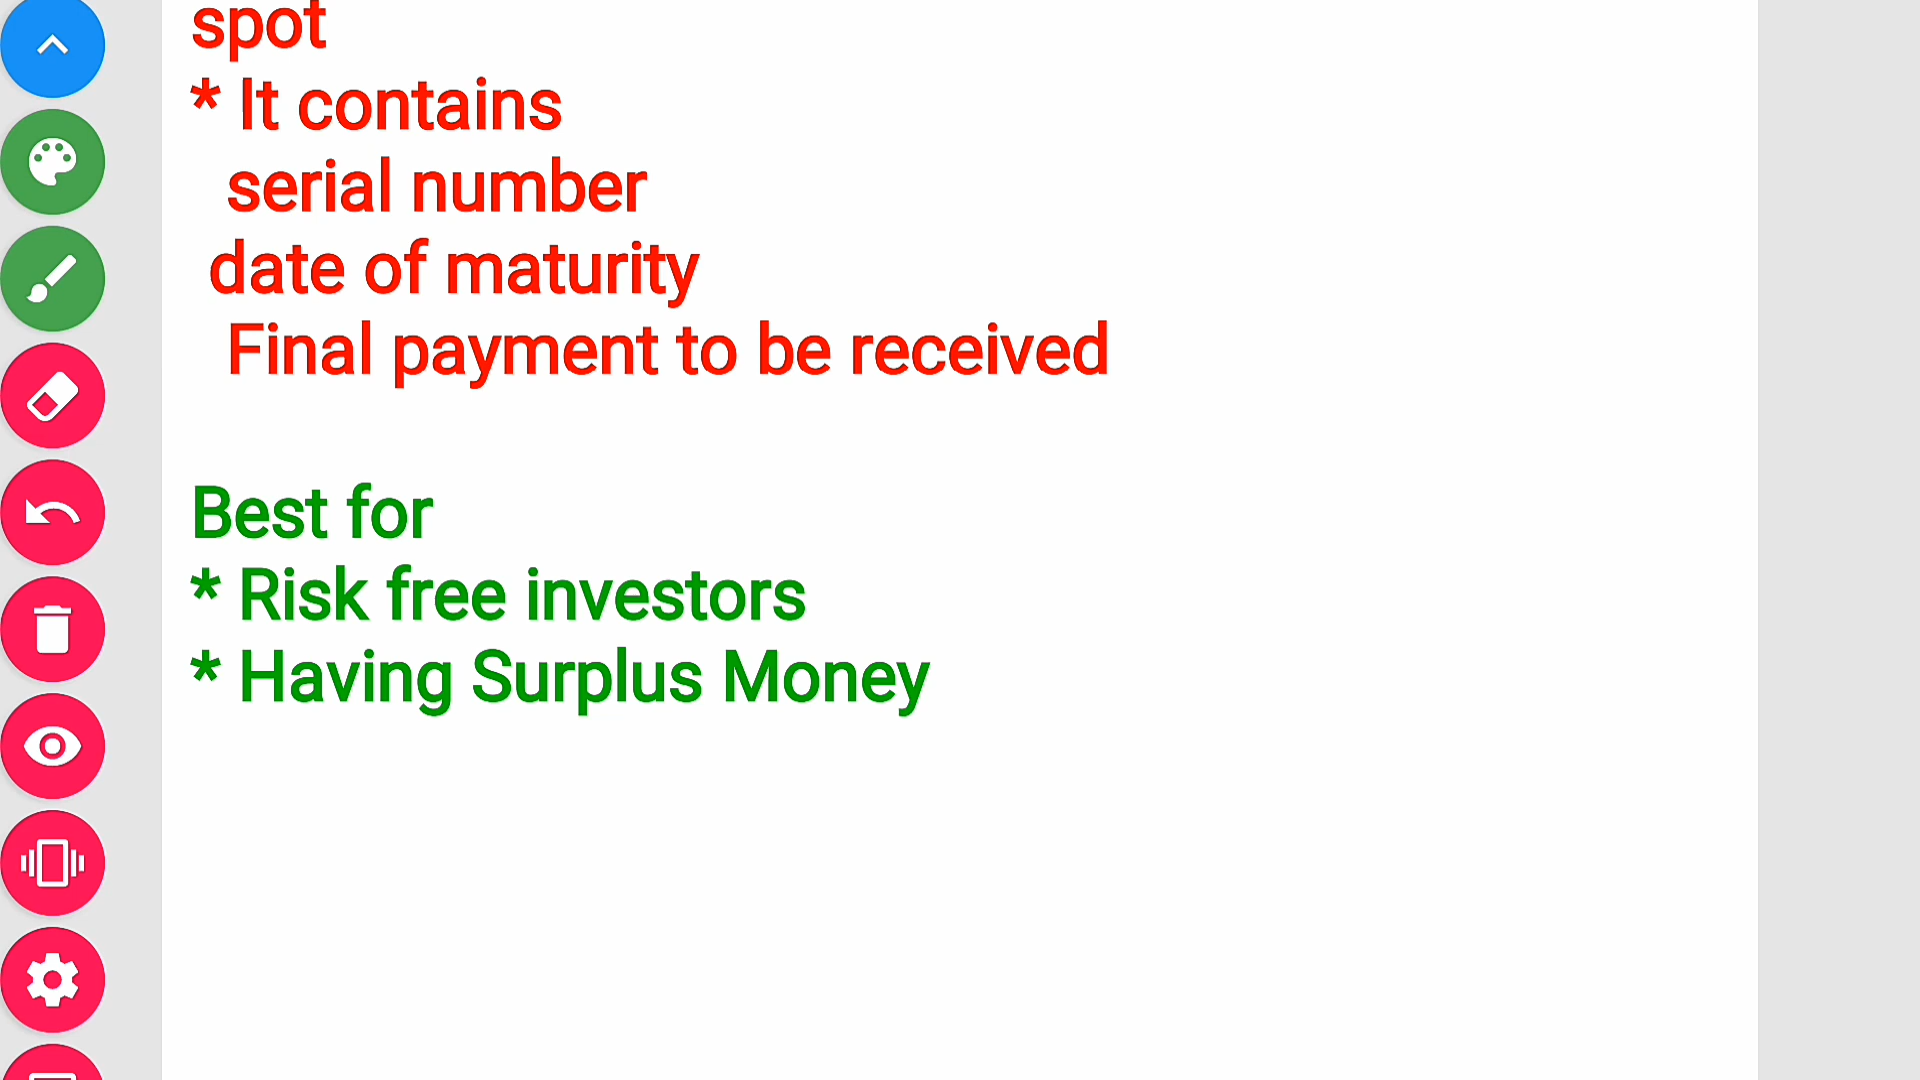 spot
* It contains
serial number
date of maturity
Final payment to be received
Best for
* Risk free investors
* Having Surplus Money